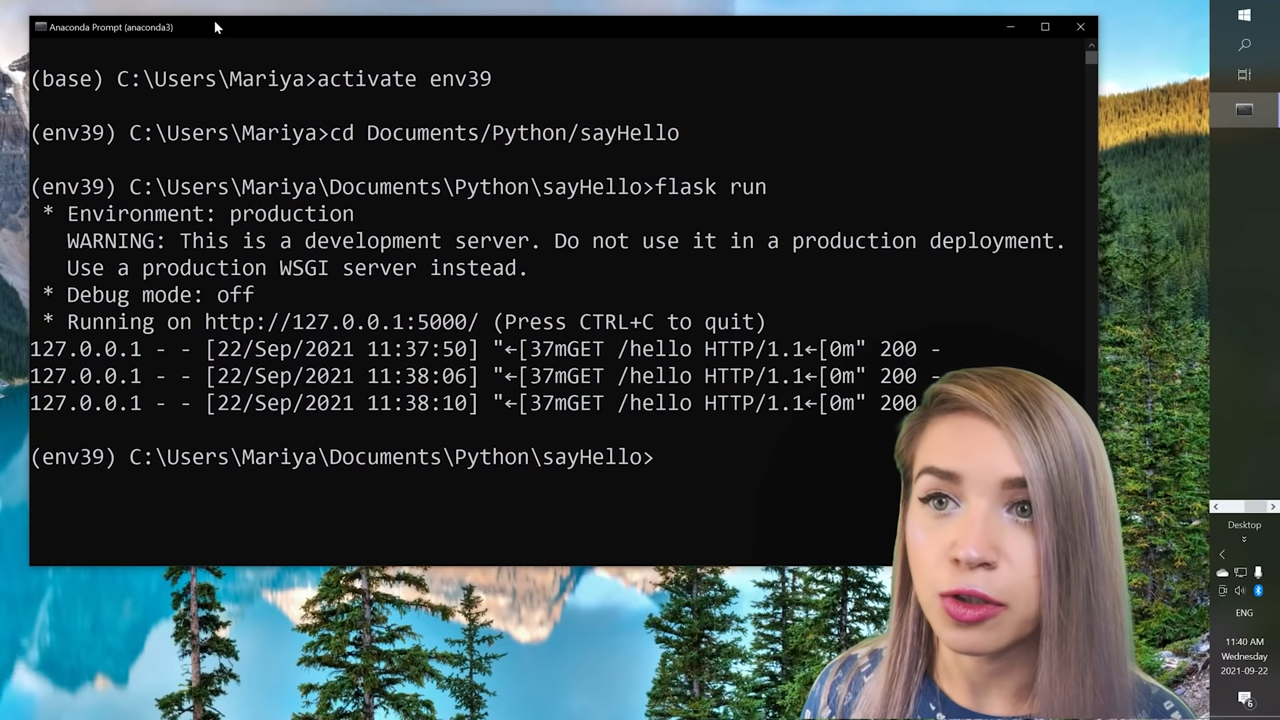 Anaconda Prompt (anaconda3)
(base) C:\Users\Mariya>activate env39
(env39) C:\Users\Mariya>cd Documents/Python/sayHello
(env39) C:\Users\Mariya\Documents\Python\sayHello>flask run
* Environment: production
WARNING: This is a development server. Do not use it in a production deployment.
Use a production WSGI server instead.
* Debug mode: off
* Running on http://127.0.0.1:5000/ (Press CTRL+C to quit)
127.0.0.1 - - [22/Sep/2021 11:37:50] "←[37mGET /hello HTTP/1.1←[0m" 200 -
127.0.0.1 - - [22/Sep/2021 11:38:06] "←[37mGET /hello HTTP/1.1←[0m" 200 -
127.0.0.1 - - [22/Sep/2021 11:38:10] "←[37mGET /hello HTTP/1.1←[0m" 200
(env39) C:\Users\Mariya\Documents\Python\sayHello>
Desktop
ENG
11:40 AM
Wednesday
2021-09-22
6